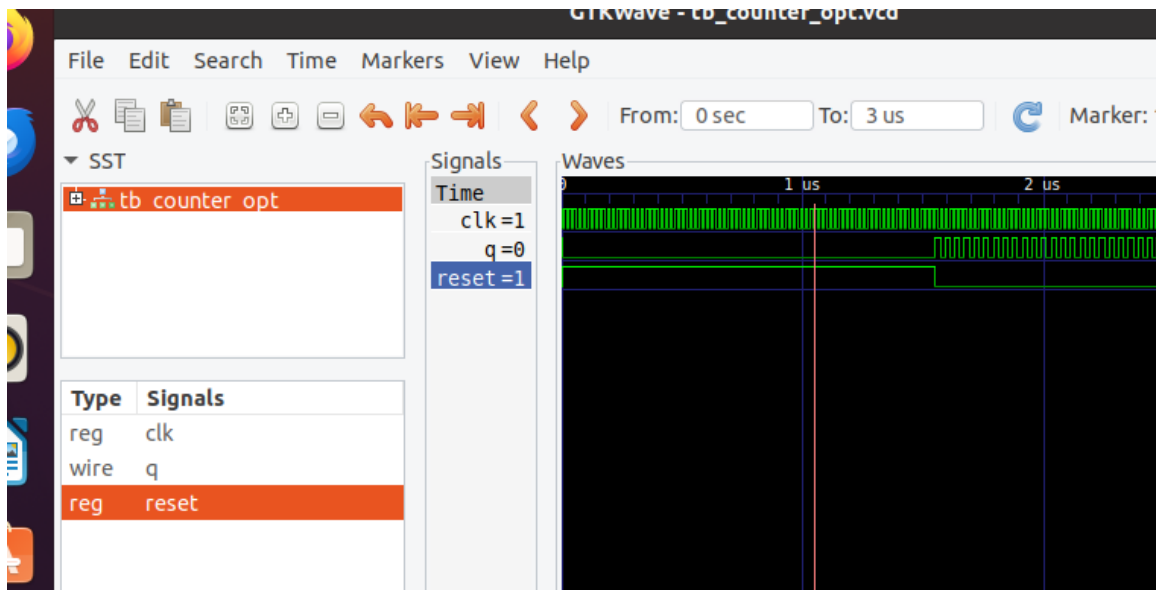 GTKWave - tb_counter_opt.vcd
File Edit Search Time Markers View Help
From: 0 sec To: 3 us Marker:
SST
Signals
Waves
tb_counter_opt
Time
0 1 us 2 us
clk =1
q =0
reset =1
Type Signals
reg clk
wire q
reg reset